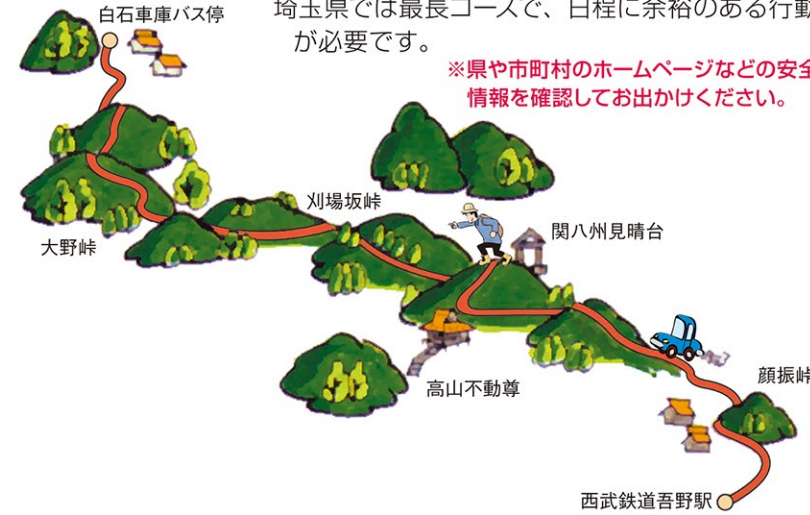 白石車庫バス停
埼玉県では最長コースで、日程に余裕のある行動
が必要です。
※県や市町村のホームページなどの安全
情報を確認してお出かけください。
刈場坂峠
関八州見晴台
大野峠
顔振峠
高山不動尊
西武鉄道吾野駅